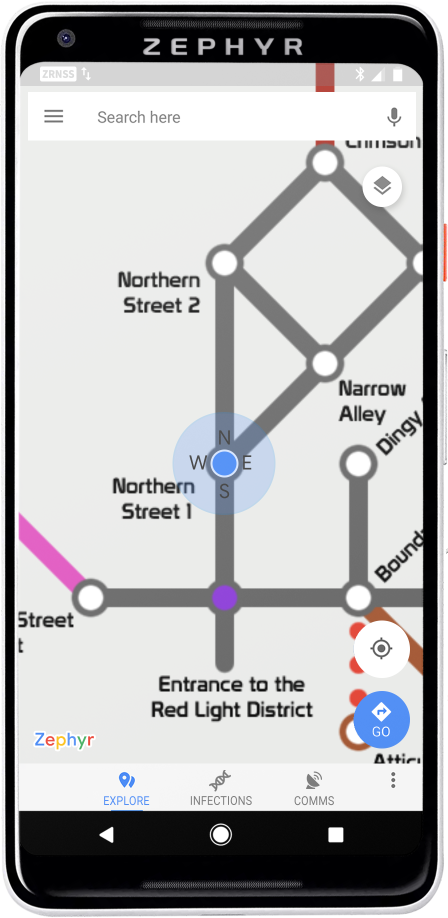 ZEPHYR
ZRNSS
Search here
Crimson
Northern
Street 2
Narrow
Alley
Dingy
N
W E
S
Northern
Street 1
Bound
Street
t
Entrance to the
Red Light District
Zephyr
GO
Attic
EXPLORE
INFECTIONS
COMMS